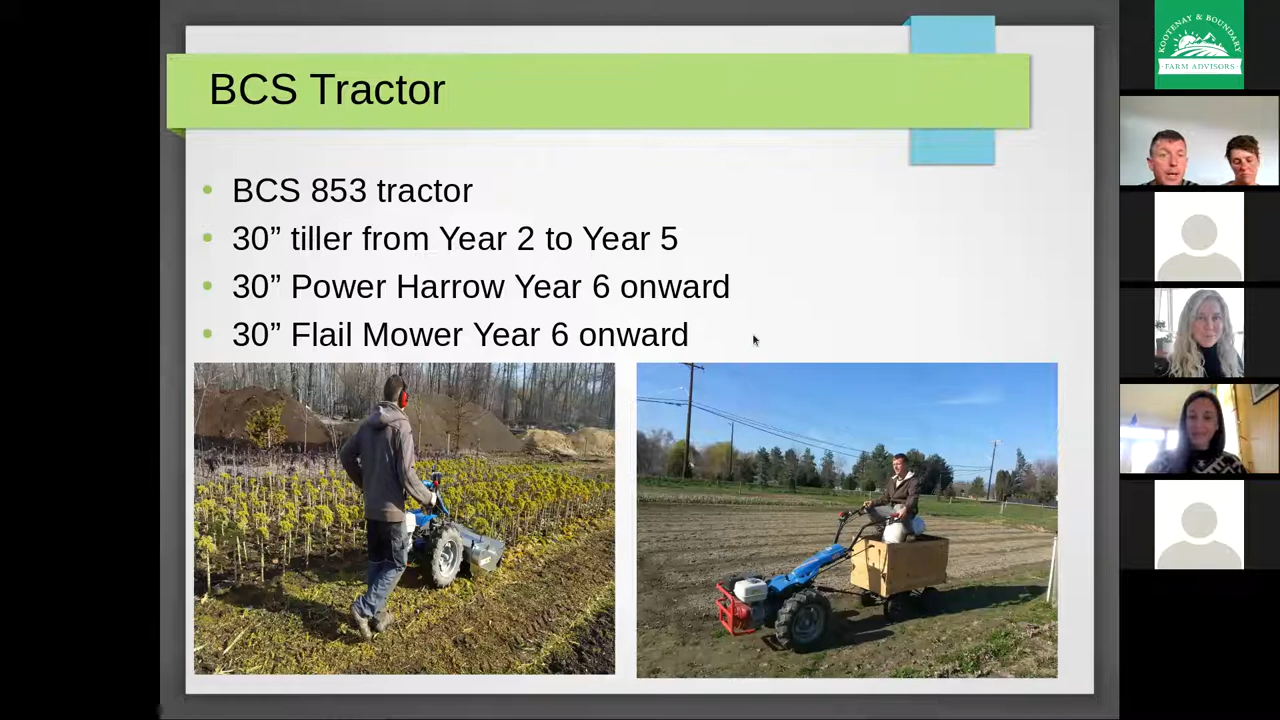 BCS Tractor
BCS 853 tractor
30” tiller from Year 2 to Year 5
30” Power Harrow Year 6 onward
30” Flail Mower Year 6 onward
KOOTENAY & BOUNDARY
FARM ADVISORS